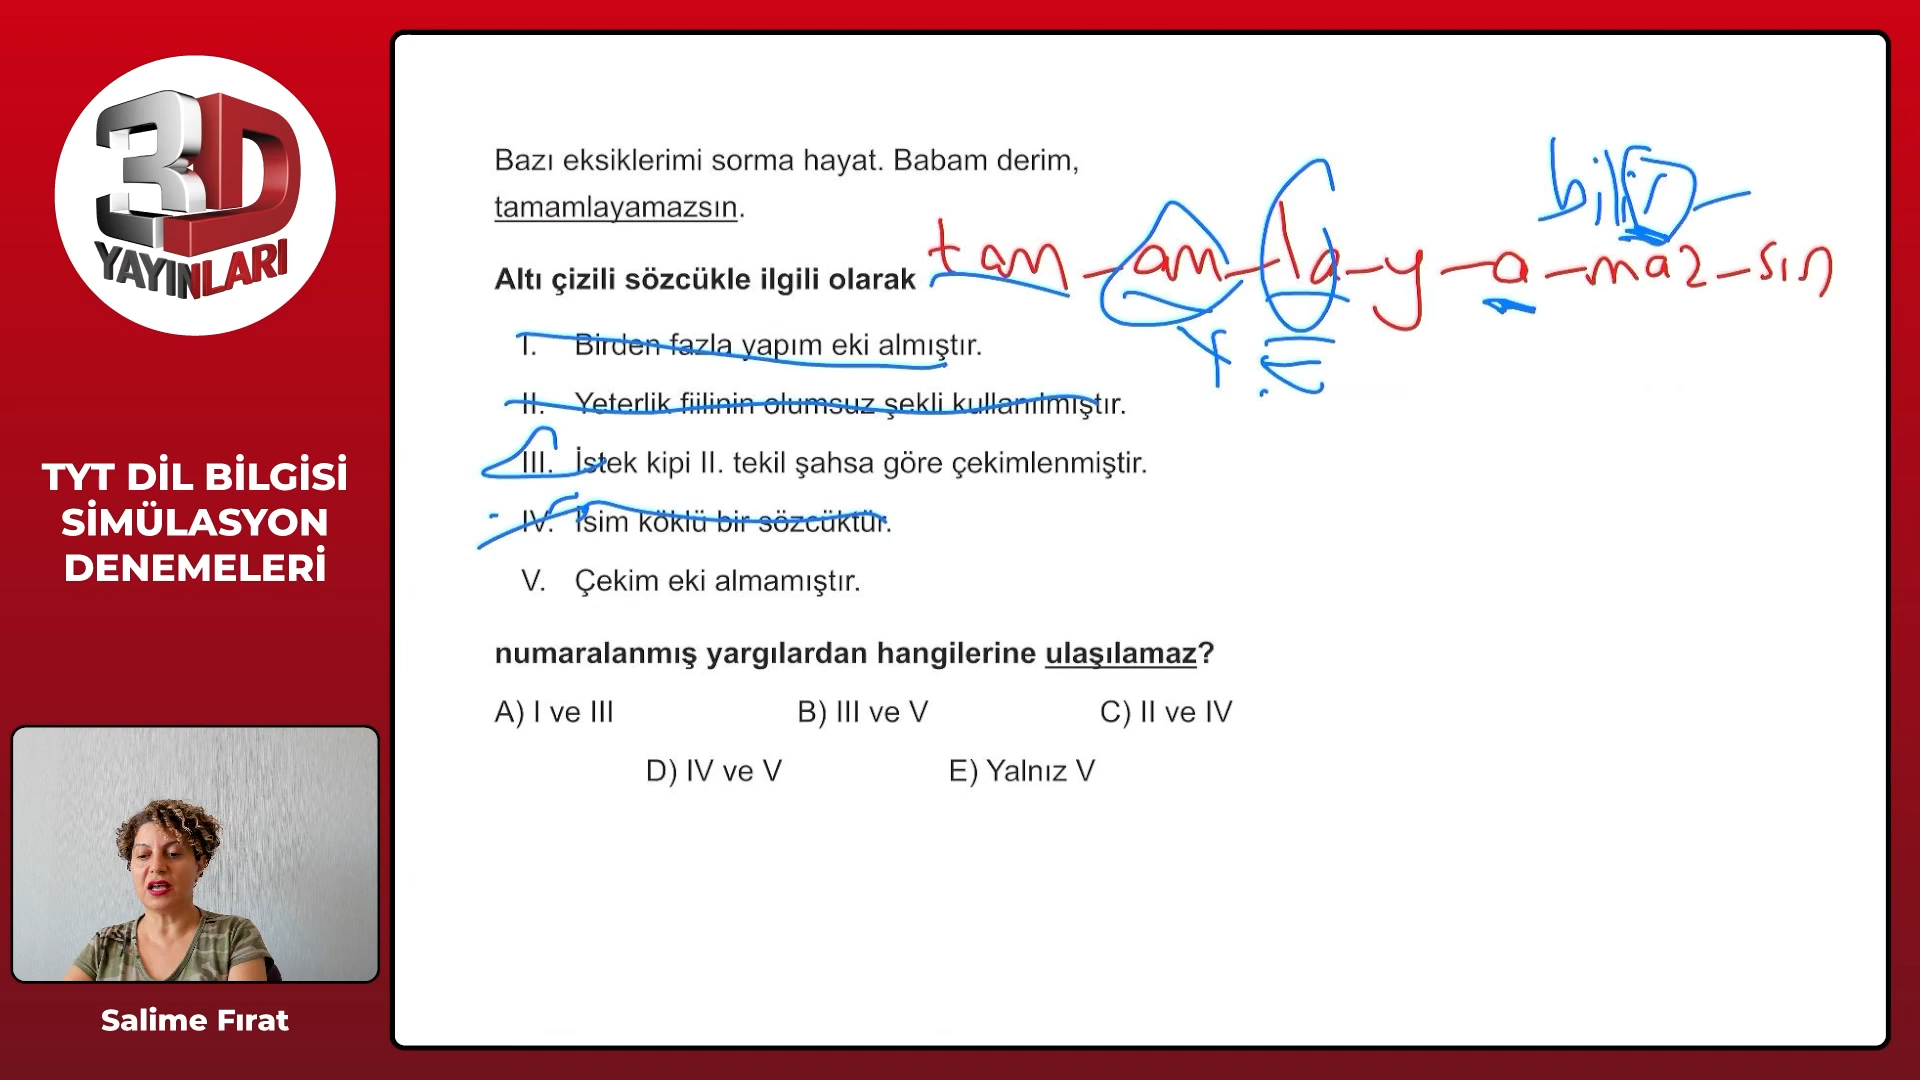 3D
YAYINLARI
TYT DİL BİLGİSİ
SİMÜLASYON
DENEMELERİ
Salime Fırat
Bazı eksiklerimi sorma hayat. Babam derim,
tamamlayamazsın.
Altı çizili sözcükle ilgili olarak
tam - am - la - y - a - maz - sın
I. Birden fazla yapım eki almıştır.
II. Yeterlik fiilinin olumsuz şekli kullanılmıştır.
III. İstek kipi II. tekil şahsa göre çekimlenmiştir.
IV. İsim köklü bir sözcüktür.
V. Çekim eki almamıştır.
numaralanmış yargılardan hangilerine ulaşılamaz?
A) I ve III B) III ve V C) II ve IV
D) IV ve V E) Yalnız V